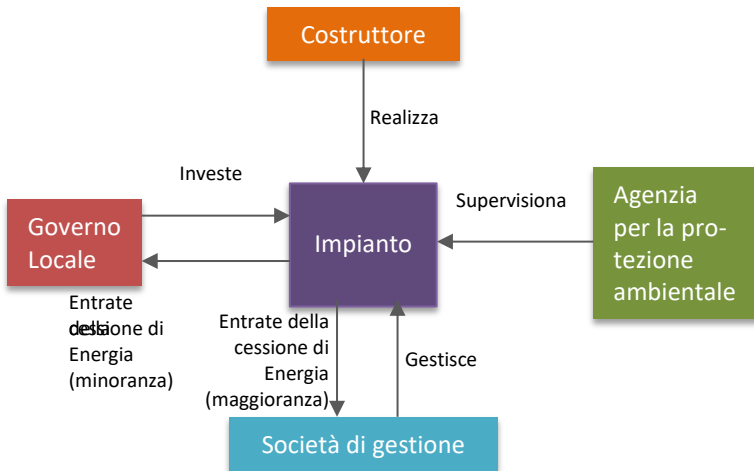 Costruttore
Realizza
Investe
Governo
Locale
Impianto
Supervisiona
Agenzia
per la pro-
tezione
ambientale
Entrate
della
cessione di
Energia
(minoranza)
Entrate della
cessione di
Energia
(maggioranza)
Gestisce
Società di gestione